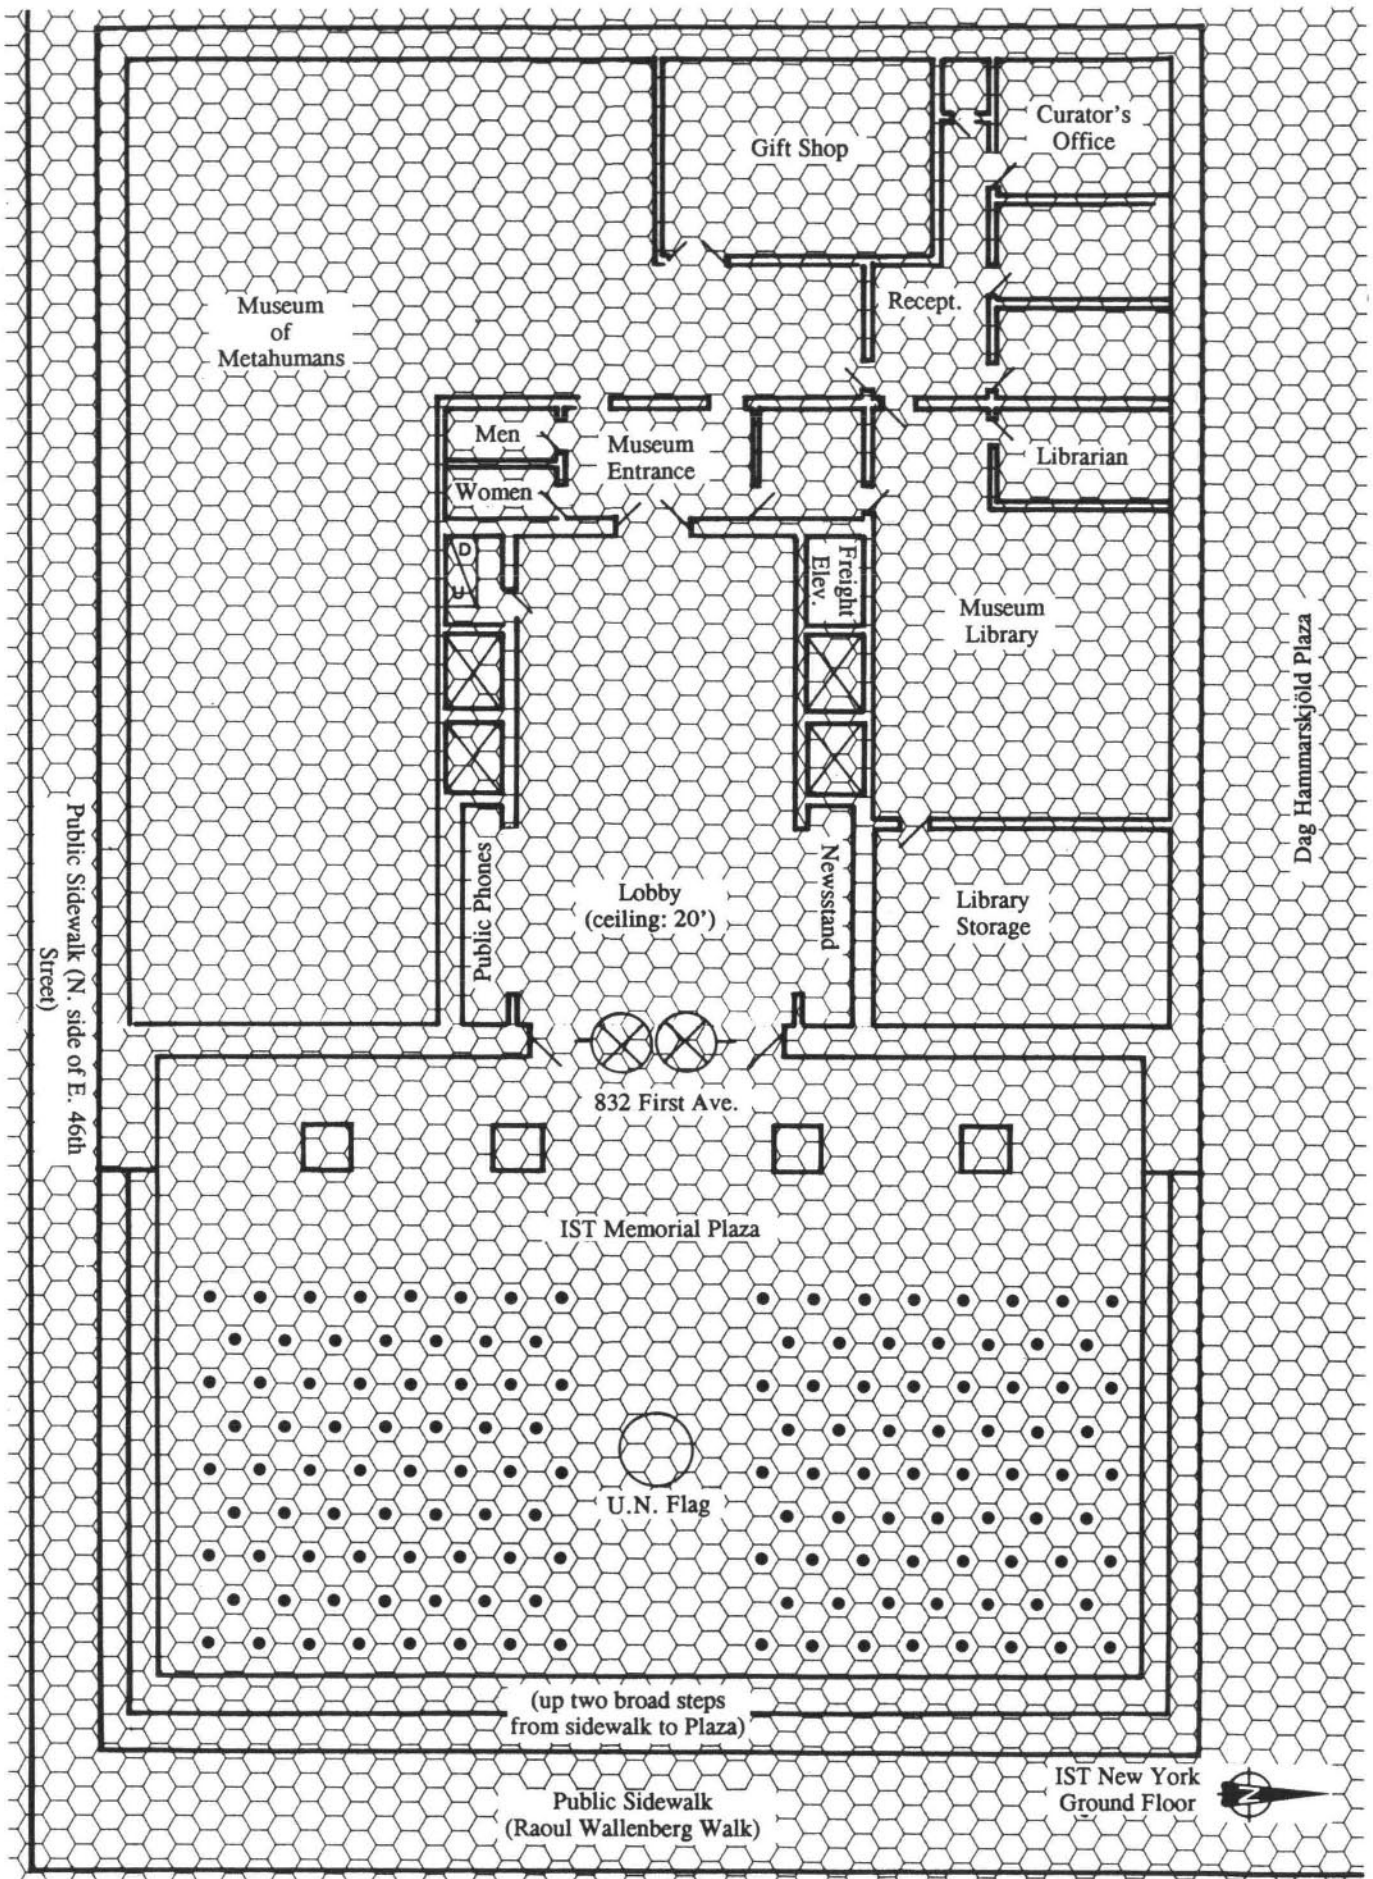 Curator's
Office
Gift Shop
Recept.
Museum
of
Metahumans
Men
Museum
Entrance
Women
Librarian
D
U
Freight
Elev.
Museum
Library
Dag Hammarskjöld Plaza
Public Sidewalk (N. side of E. 46th
Street)
Public Phones
Lobby
(ceiling: 20')
Newsstand
Library
Storage
832 First Ave.
IST Memorial Plaza
U.N. Flag
(up two broad steps
from sidewalk to Plaza)
IST New York
Ground Floor
N
Public Sidewalk
(Raoul Wallenberg Walk)